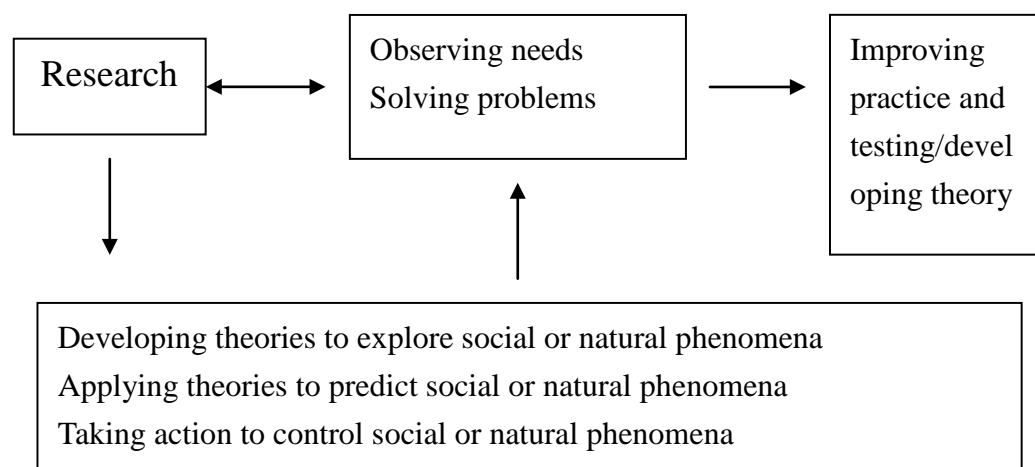 Research
Observing needs
Solving problems
Improving
practice and
testing/devel
oping theory
Developing theories to explore social or natural phenomena
Applying theories to predict social or natural phenomena
Taking action to control social or natural phenomena